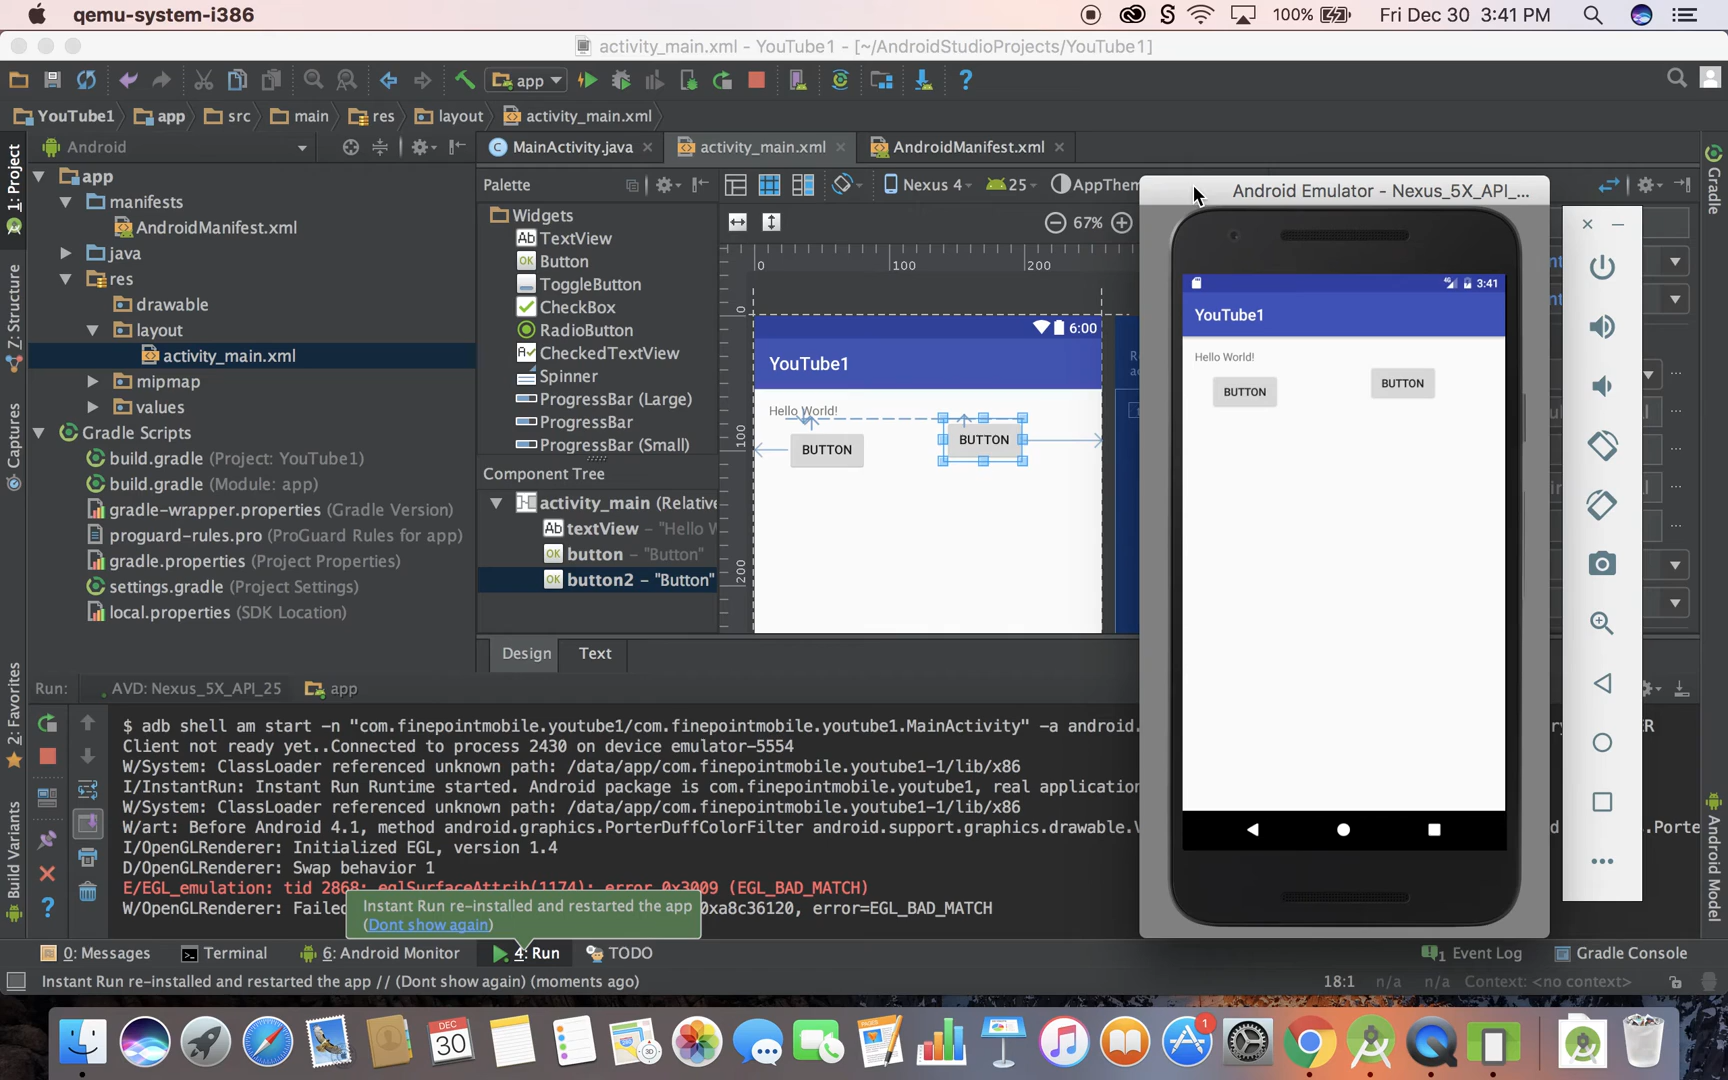 qemu-system-i386
100%
Fri Dec 30 3:41 PM
activity_main.xml - YouTube1 - [~/AndroidStudioProjects/YouTube1]
app
YouTube1
app
src
main
res
layout
activity_main.xml
1: Project
Z: Structure
Captures
2: Favorites
Build Variants
Android
app
manifests
AndroidManifest.xml
java
res
drawable
layout
activity_main.xml
mipmap
values
Gradle Scripts
build.gradle (Project: YouTube1)
build.gradle (Module: app)
gradle-wrapper.properties (Gradle Version)
proguard-rules.pro (ProGuard Rules for app)
gradle.properties (Project Properties)
settings.gradle (Project Settings)
local.properties (SDK Location)
MainActivity.java
activity_main.xml
AndroidManifest.xml
Palette
Widgets
Ab TextView
OK Button
ToggleButton
CheckBox
RadioButton
CheckedTextView
Spinner
ProgressBar (Large)
ProgressBar
ProgressBar (Small)
Component Tree
activity_main (Relative
Ab textView - "Hello
OK button - "Button"
OK button2 - "Button"
Nexus 4
25
AppThem
67%
0
100
200
0
100
200
6:00
YouTube1
Hello World!
BUTTON
BUTTON
Design
Text
Android Emulator - Nexus_5X_API_...
3:41
YouTube1
Hello World!
BUTTON
BUTTON
Gradle
Android Model
Run:
AVD: Nexus_5X_API_25
app
$ adb shell am start -n "com.finepointmobile.youtube1/com.finepointmobile.youtube1.MainActivity" -a android.
Client not ready yet..Connected to process 2430 on device emulator-5554
W/System: ClassLoader referenced unknown path: /data/app/com.finepointmobile.youtube1-1/lib/x86
I/InstantRun: Instant Run Runtime started. Android package is com.finepointmobile.youtube1, real application
W/System: ClassLoader referenced unknown path: /data/app/com.finepointmobile.youtube1-1/lib/x86
W/art: Before Android 4.1, method android.graphics.PorterDuffColorFilter android.support.graphics.drawable.
I/OpenGLRenderer: Initialized EGL, version 1.4
D/OpenGLRenderer: Swap behavior 1
E/EGL_emulation: tid 2868: eglSurfaceAttrib(1174): error 0x3009 (EGL_BAD_MATCH)
W/OpenGLRenderer: Failed 0xa8c36120, error=EGL_BAD_MATCH
Instant Run re-installed and restarted the app
(Dont show again)
0: Messages
Terminal
6: Android Monitor
4: Run
TODO
1 Event Log
Gradle Console
Instant Run re-installed and restarted the app // (Dont show again) (moments ago)
18:1
n/a
n/a
Context: <no context>
DEC
30
1